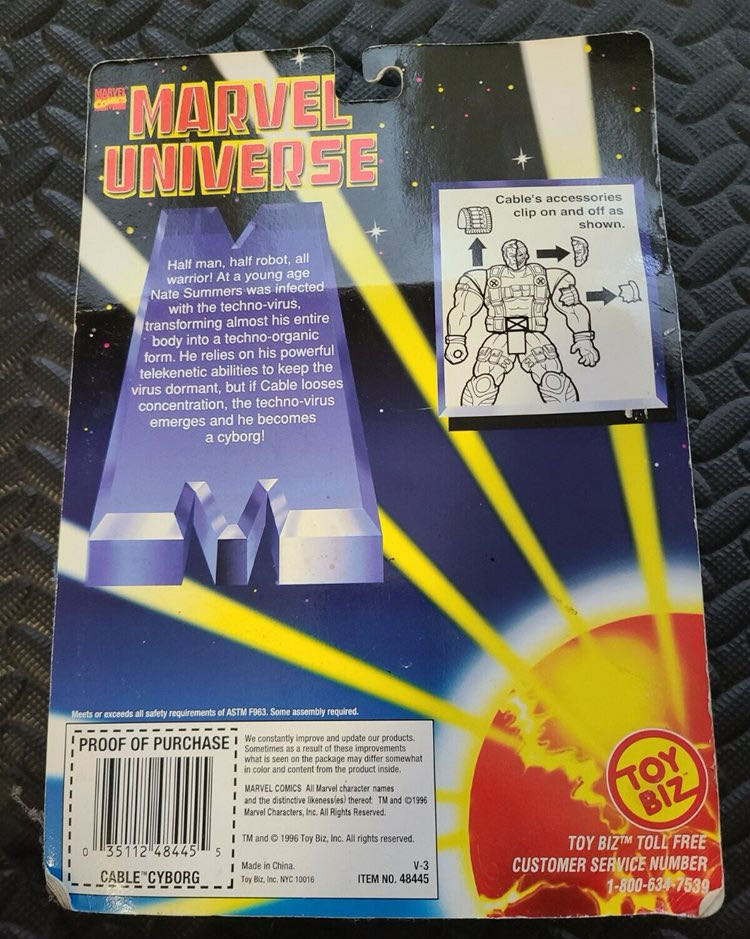 MARVEL
COMICS
MARVEL
UNIVERSE
Half man, half robot, all
warrior! At a young age
Nate Summers was infected
with the techno-virus,
transforming almost his entire
body into a techno-organic
form. He relies on his powerful
telekenetic abilities to keep the
virus dormant, but if Cable looses
concentration, the techno-virus
emerges and he becomes
a cyborg!
Cable's accessories
clip on and off as
shown.
Meets or exceeds all safety requirements of ASTM F963. Some assembly required.
PROOF OF PURCHASE
0 35112 48445 5
CABLE™ CYBORG
We constantly improve and update our products.
Sometimes as a result of these improvements
what is seen on the package may differ somewhat
in color and content from the product inside.
MARVEL COMICS All Marvel character names
and the distinctive likeness(es) thereof: TM and ©1996
Marvel Characters, Inc. All Rights Reserved.
TM and © 1996 Toy Biz, Inc. All rights reserved.
Made in China.
Toy Biz, Inc. NYC 10016
V-3
ITEM NO. 48445
TOY
BIZ
TOY BIZ™ TOLL FREE
CUSTOMER SERVICE NUMBER
1-800-634-7539